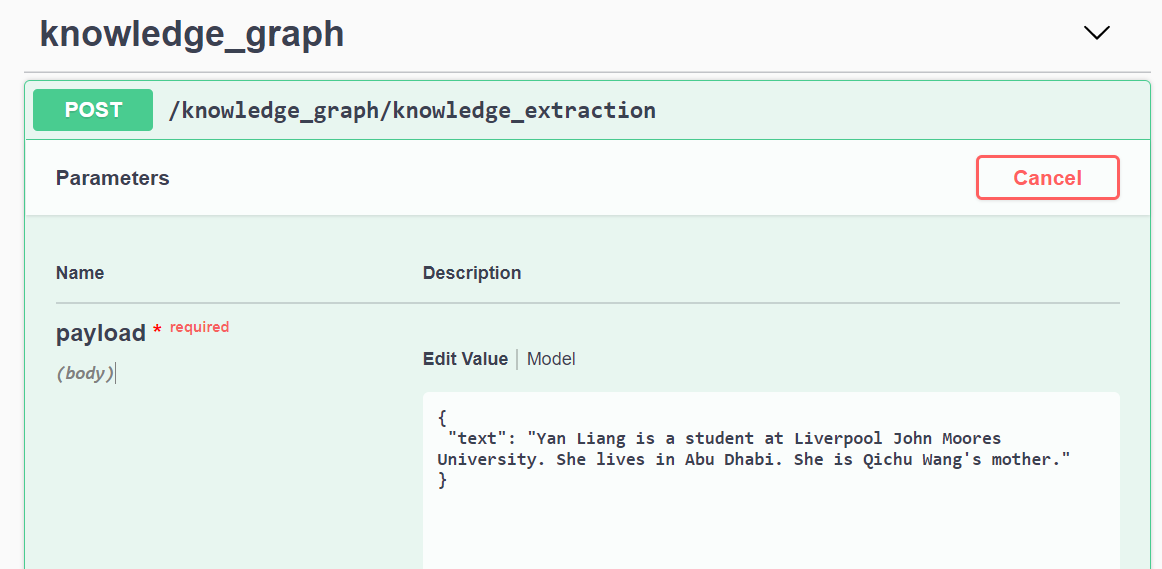 knowledge_graph
POST /knowledge_graph/knowledge_extraction
Parameters Cancel
Name Description
payload * required
(body)
Edit Value | Model
{
"text": "Yan Liang is a student at Liverpool John Moores
University. She lives in Abu Dhabi. She is Qichu Wang's mother."
}